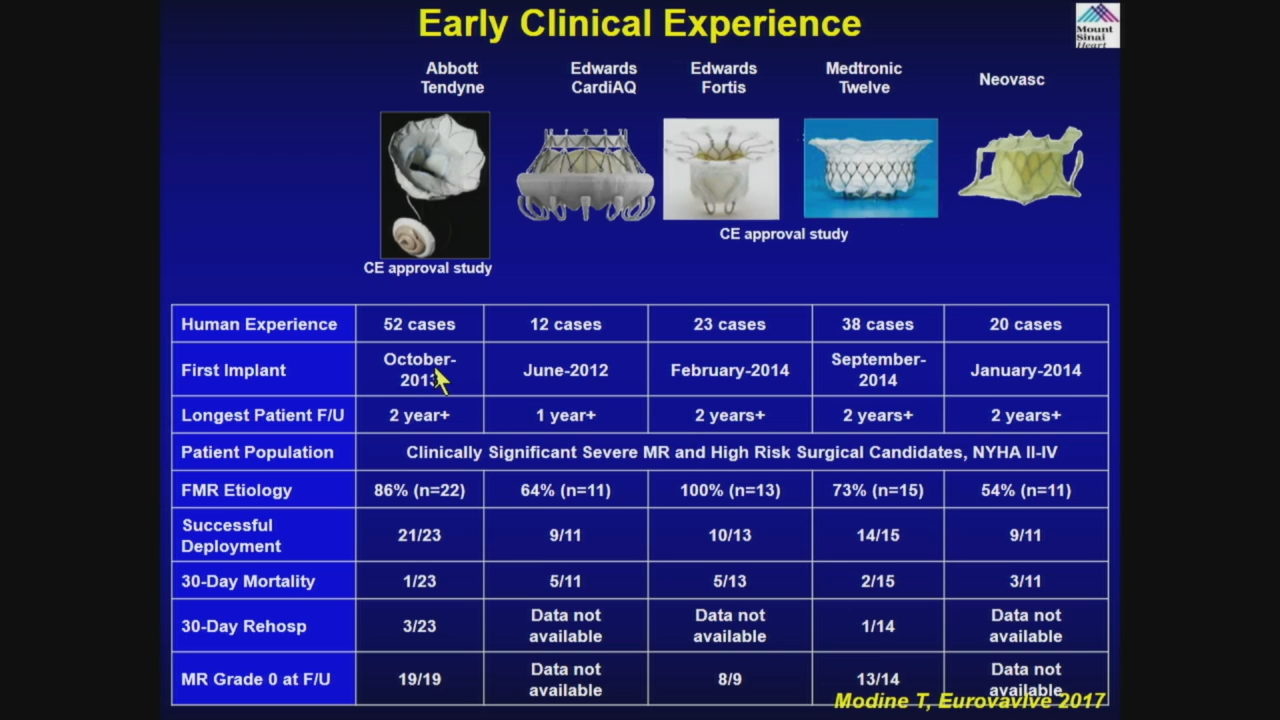 Early Clinical Experience
Mount
Sinai
Heart
Abbott
Tendyne
Edwards
CardiAQ
Edwards
Fortis
Medtronic
Twelve
Neovasc
CE approval study
CE approval study
Human Experience 52 cases 12 cases 23 cases 38 cases 20 cases
First Implant October-2013 June-2012 February-2014 September-2014 January-2014
Longest Patient F/U 2 year+ 1 year+ 2 years+ 2 years+ 2 years+
Patient Population Clinically Significant Severe MR and High Risk Surgical Candidates, NYHA II-IV
FMR Etiology 86% (n=22) 64% (n=11) 100% (n=13) 73% (n=15) 54% (n=11)
Successful Deployment 21/23 9/11 10/13 14/15 9/11
30-Day Mortality 1/23 5/11 5/13 2/15 3/11
30-Day Rehosp 3/23 Data not available Data not available 1/14 Data not available
MR Grade 0 at F/U 19/19 Data not available 8/9 13/14 Data not available
Modine T, Eurovavlve 2017